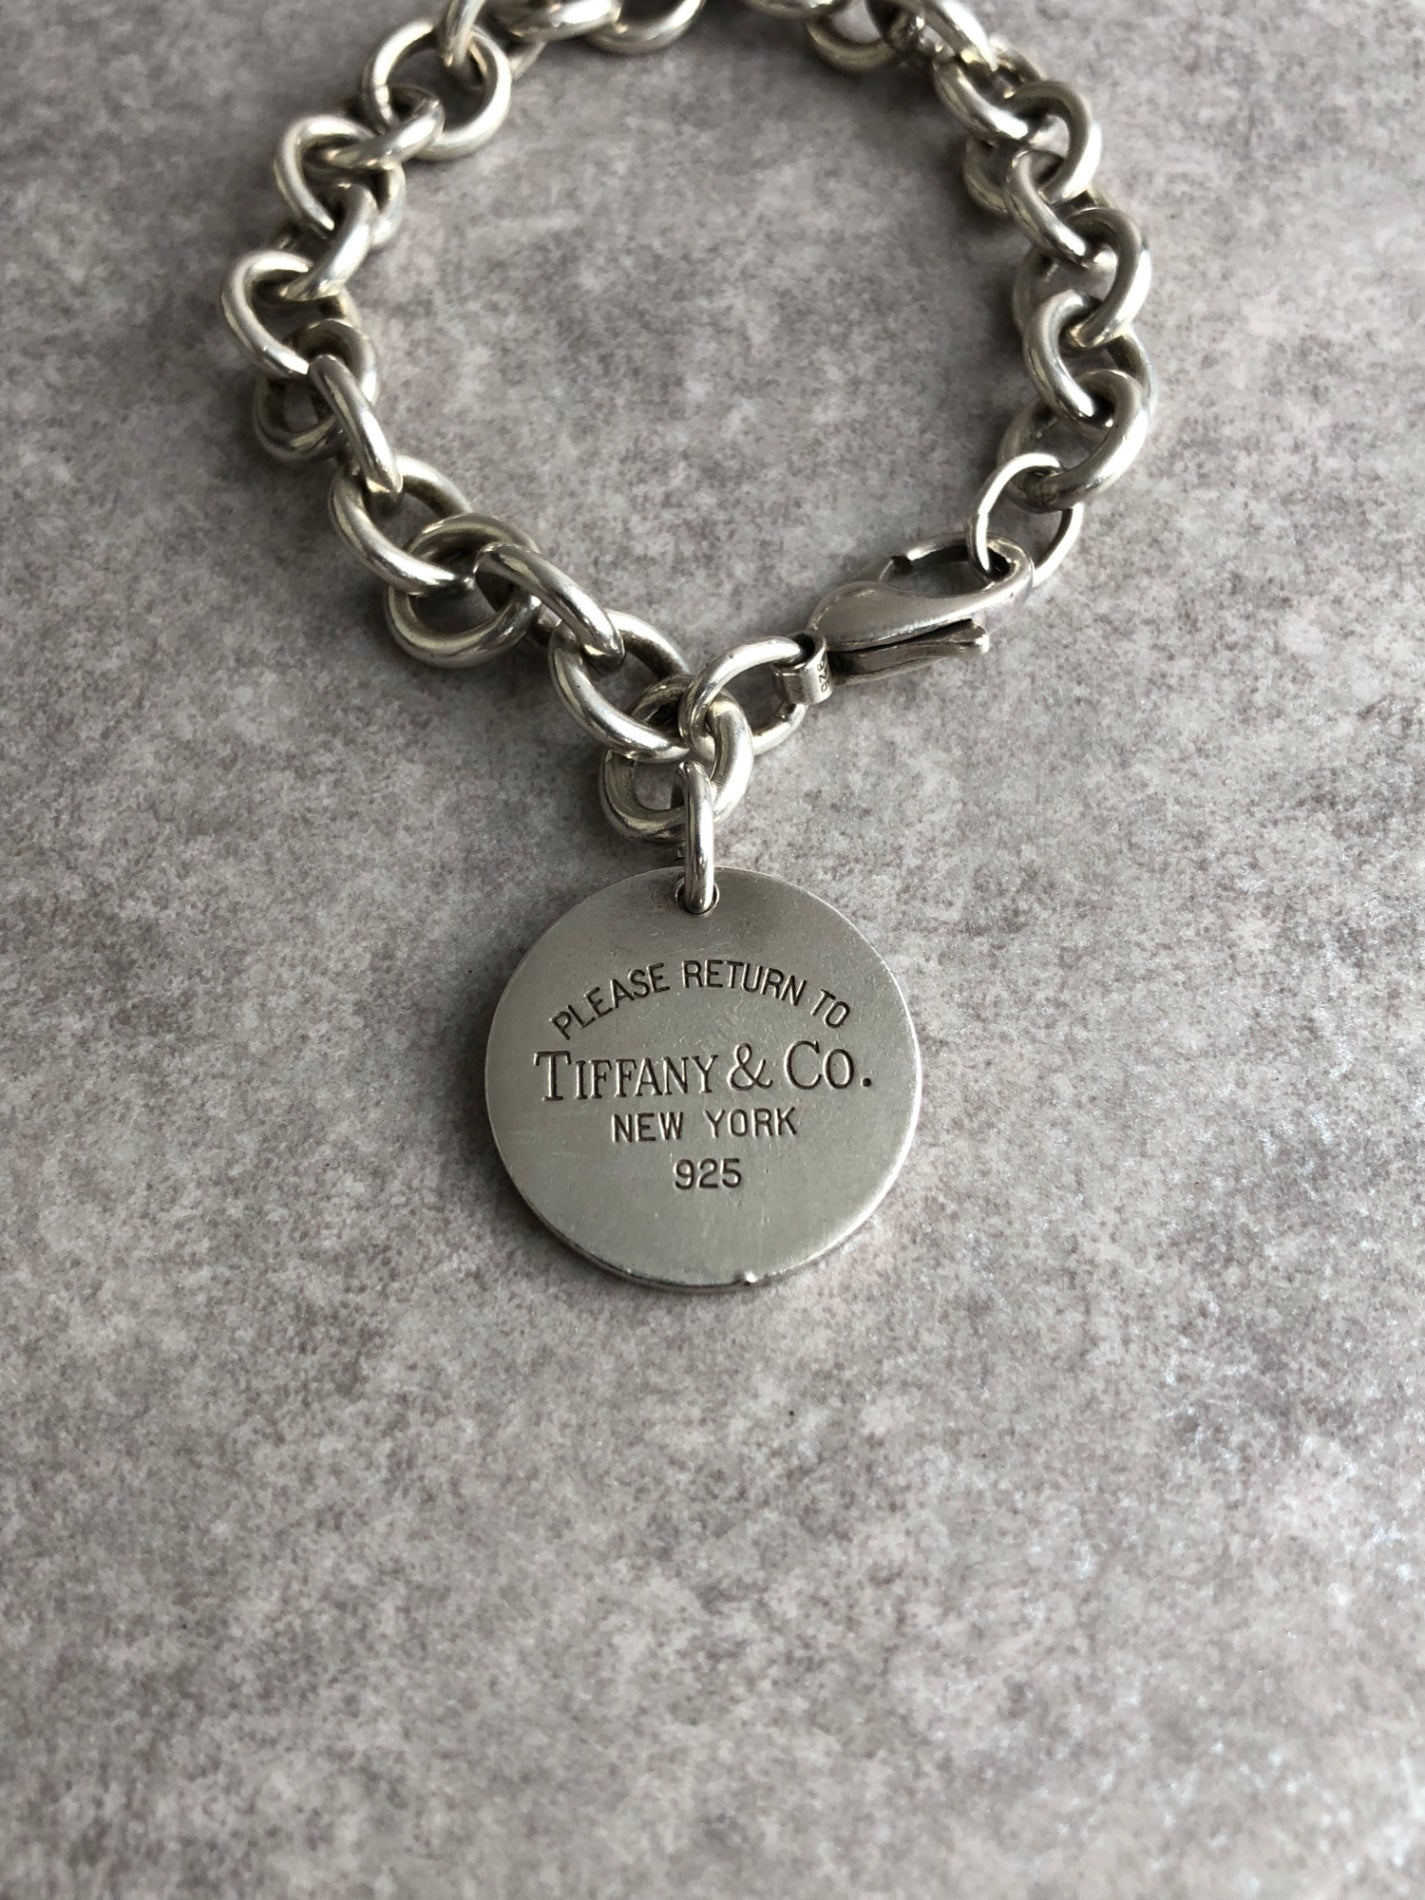 PLEASE RETURN TO
TIFFANY & CO.
NEW YORK
925